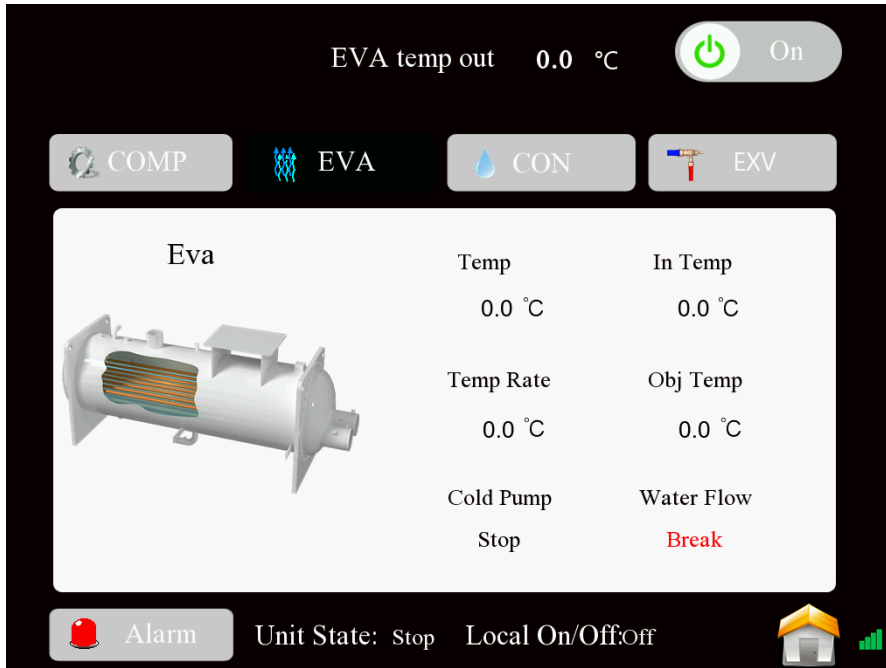 EVA temp out 0.0 °C On
COMP EVA CON EXV
Eva
Temp In Temp
0.0 °C 0.0 °C
Temp Rate Obj Temp
0.0 °C 0.0 °C
Cold Pump Water Flow
Stop Break
Alarm Unit State: Stop Local On/Off:Off